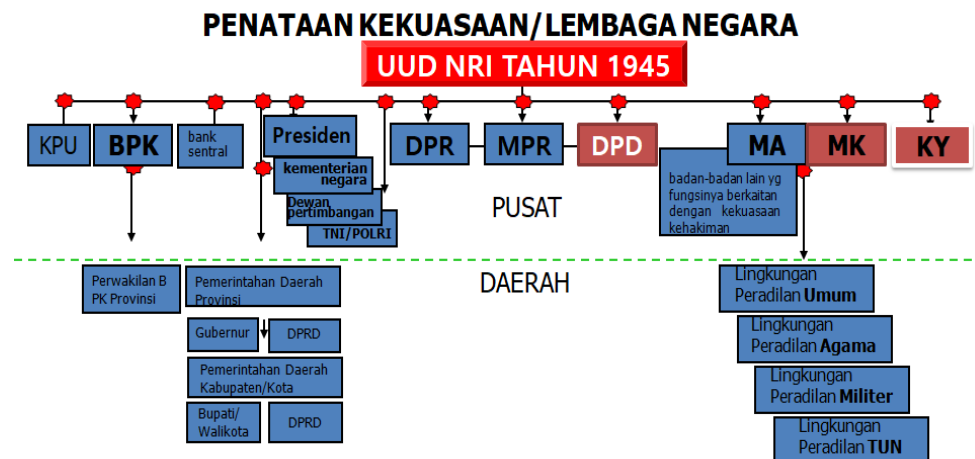 PENATAAN KEKUASAAN/LEMBAGA NEGARA
UUD NRI TAHUN 1945
KPU
BPK
bank
sentral
Presiden
kementerian
negara
Dewan
pertimbangan
TNI/POLRI
DPR
MPR
DPD
MA
MK
KY
badan-badan lain yg
fungsinya berkaitan
dengan kekuasaan
kehakiman
PUSAT
DAERAH
Perwakilan B
PK Provinsi
Pemerintahan Daerah
Provinsi
Gubernur
DPRD
Pemerintahan Daerah
Kabupaten/Kota
Bupati/
Walikota
DPRD
Lingkungan
Peradilan Umum
Lingkungan
Peradilan Agama
Lingkungan
Peradilan Militer
Lingkungan
Peradilan TUN